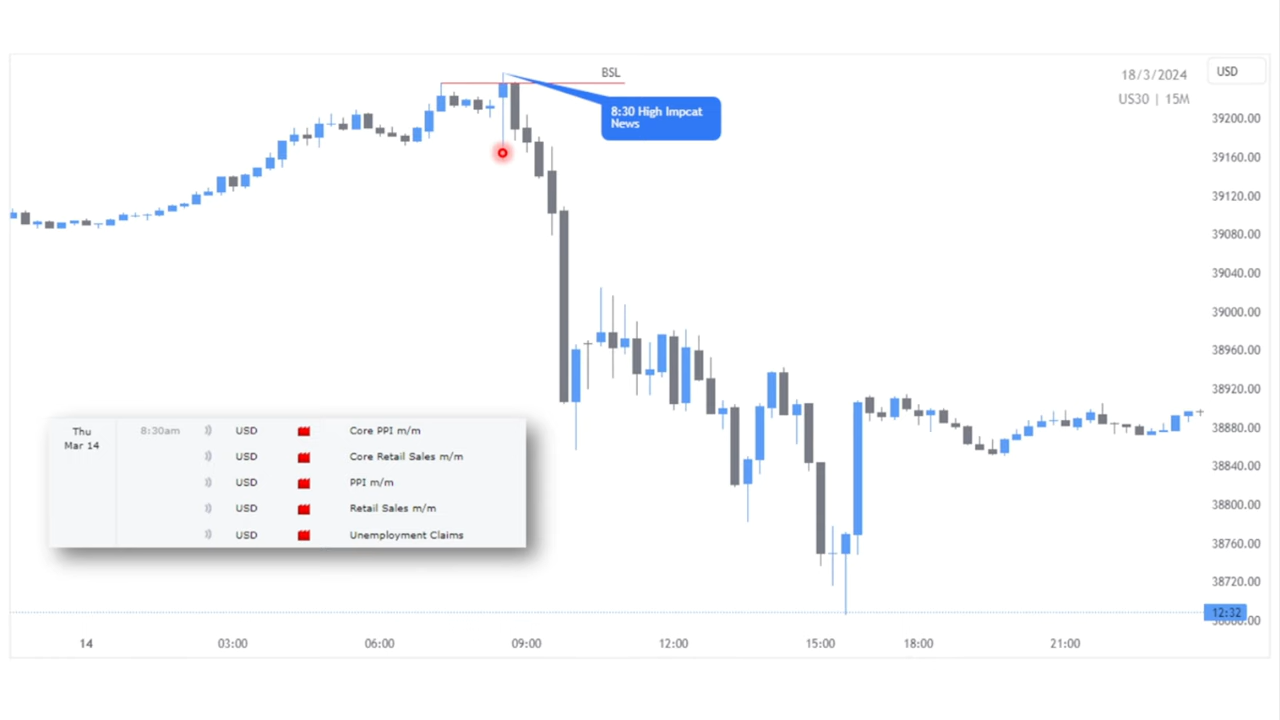 BSL
8:30 High Impcat
News
18/3/2024
US30 | 15M
USD
39200.00
39160.00
39120.00
39080.00
39040.00
39000.00
38960.00
38920.00
38880.00
38840.00
38800.00
38760.00
38720.00
12:32
Thu
Mar 14
8:30am USD Core PPI m/m
USD Core Retail Sales m/m
USD PPI m/m
USD Retail Sales m/m
USD Unemployment Claims
14 03:00 06:00 09:00 12:00 15:00 18:00 21:00